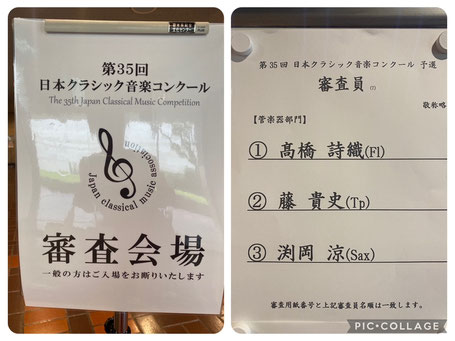 第35回
日本クラシック音楽コンクール
The 35th Japan Classical Music Competition
Japan classical music association
審査会場
一般の方はご入場をお断りいたします
第35回 日本クラシック音楽コンクール 予選
審査員の
敬称略
【管楽器部門】
① 髙橋 詩織(Fl)
② 藤 貴史(Tp)
③ 渕岡 涼(Sax)
審査用紙番号と上記審査員名順は一致します。
PIC•COLLAGE